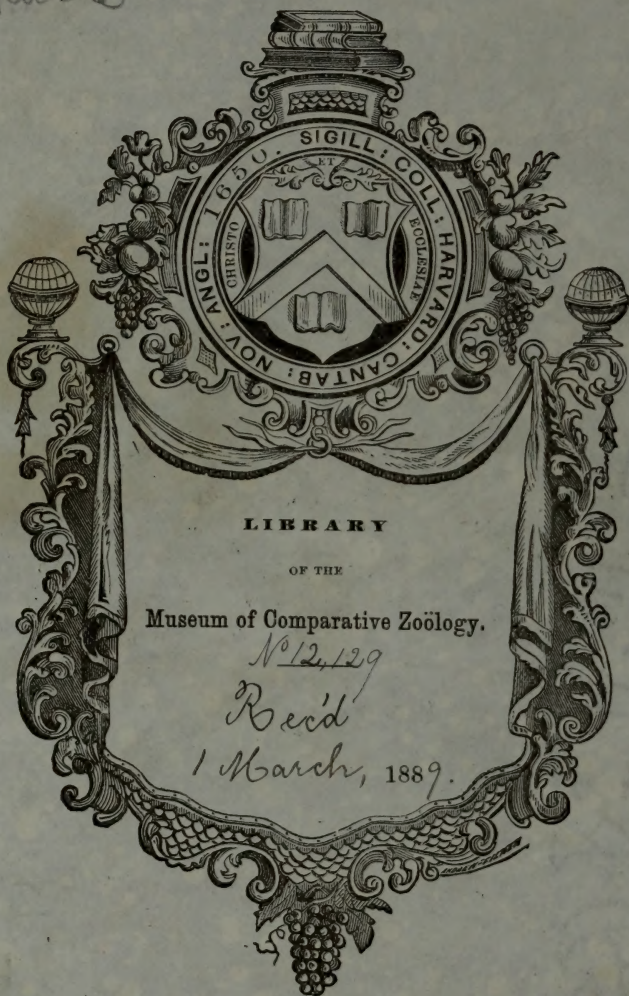 SIGILL : COLL : HARVARD : CANTAB : NOV : ANGL : 1650.
ET
CHRISTO
ECCLESIAE
LIBRARY
OF THE
Museum of Comparative Zoölogy.
No 12,129
Rec'd
1 March, 1889.